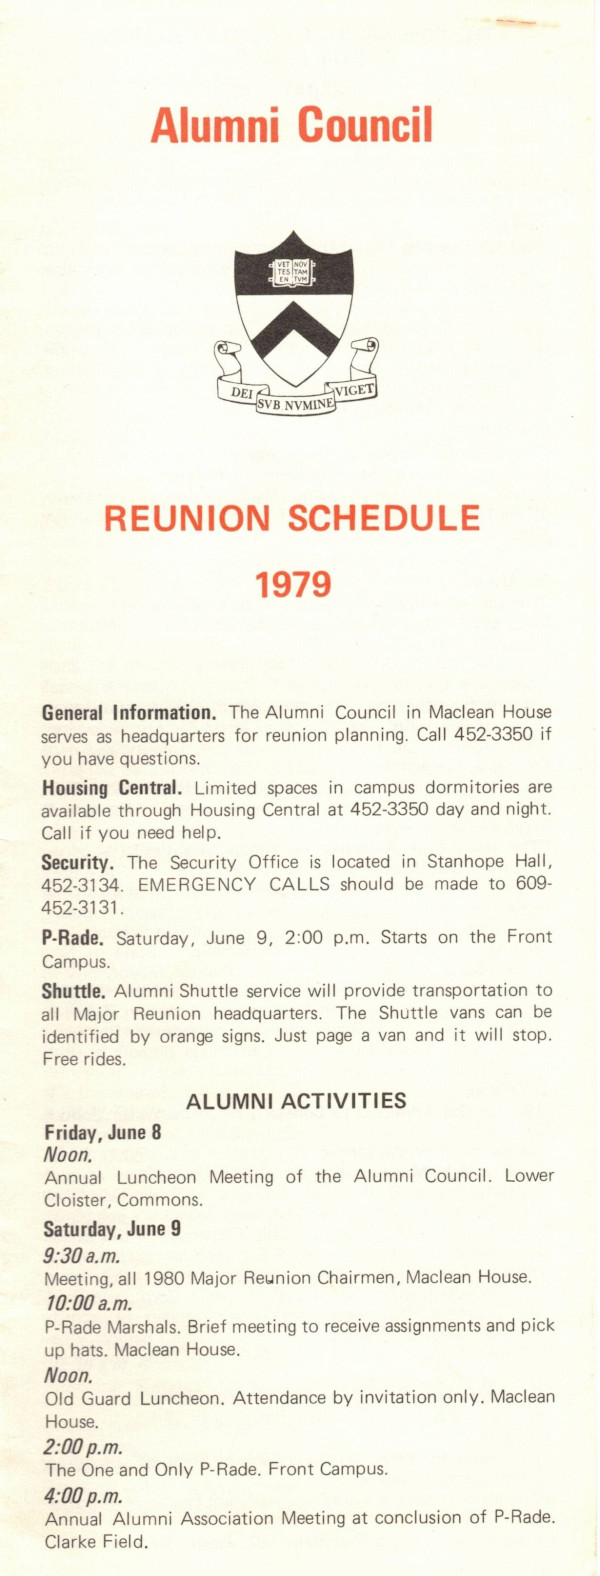 Alumni Council
VET NOV
TES TAM
EN TVM
DEI SVB NVMINE VIGET
REUNION SCHEDULE
1979
General Information. The Alumni Council in Maclean House
serves as headquarters for reunion planning. Call 452-3350 if
you have questions.
Housing Central. Limited spaces in campus dormitories are
available through Housing Central at 452-3350 day and night.
Call if you need help.
Security. The Security Office is located in Stanhope Hall,
452-3134. EMERGENCY CALLS should be made to 609-
452-3131.
P-Rade. Saturday, June 9, 2:00 p.m. Starts on the Front
Campus.
Shuttle. Alumni Shuttle service will provide transportation to
all Major Reunion headquarters. The Shuttle vans can be
identified by orange signs. Just page a van and it will stop.
Free rides.
ALUMNI ACTIVITIES
Friday, June 8
Noon.
Annual Luncheon Meeting of the Alumni Council. Lower
Cloister, Commons.
Saturday, June 9
9:30 a.m.
Meeting, all 1980 Major Reunion Chairmen, Maclean House.
10:00 a.m.
P-Rade Marshals. Brief meeting to receive assignments and pick
up hats. Maclean House.
Noon.
Old Guard Luncheon. Attendance by invitation only. Maclean
House.
2:00 p.m.
The One and Only P-Rade. Front Campus.
4:00 p.m.
Annual Alumni Association Meeting at conclusion of P-Rade.
Clarke Field.